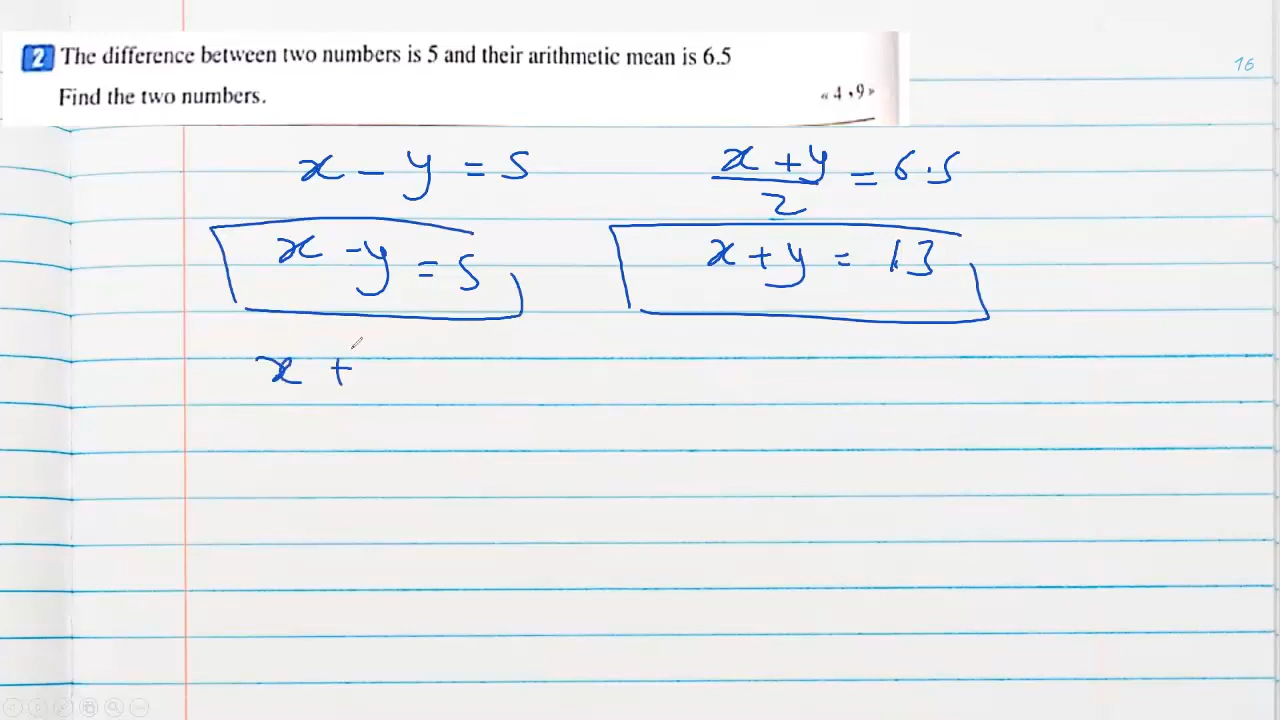 2 The difference between two numbers is 5 and their arithmetic mean is 6.5
Find the two numbers.
« 4 , 9 »
16
x - y = 5
x + y / 2 = 6.5
x - y = 5
x + y = 13
x +